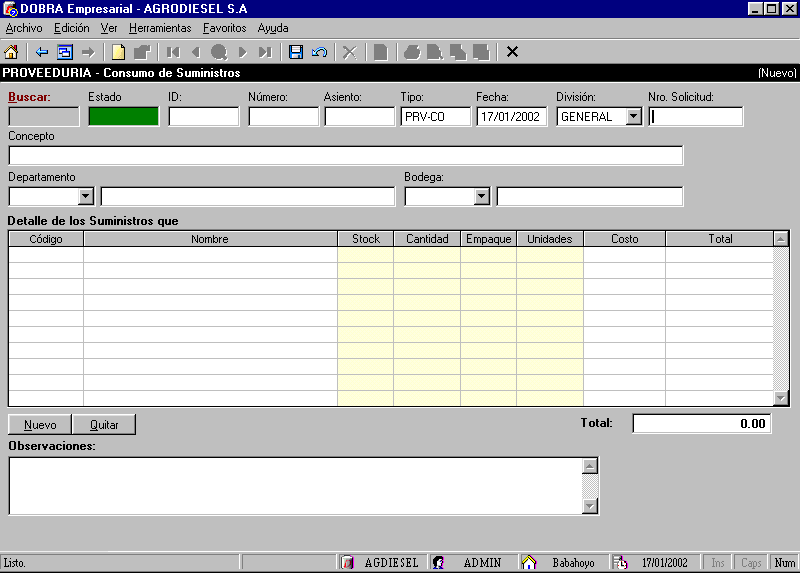 DOBRA Empresarial - AGRODIESEL S.A
Archivo Edición Ver Herramientas Favoritos Ayuda
PROVEEDURIA - Consumo de Suministros (Nuevo)
Buscar: Estado ID: Número: Asiento: Tipo: Fecha: División: Nro. Solicitud:
PRV-CO 17/01/2002 GENERAL
Concepto
Departamento Bodega:
Detalle de los Suministros que
Código Nombre Stock Cantidad Empaque Unidades Costo Total
Nuevo Quitar Total: 0.00
Observaciones:
Listo. AGDIESEL ADMIN Babahoyo 17/01/2002 Ins Caps Num